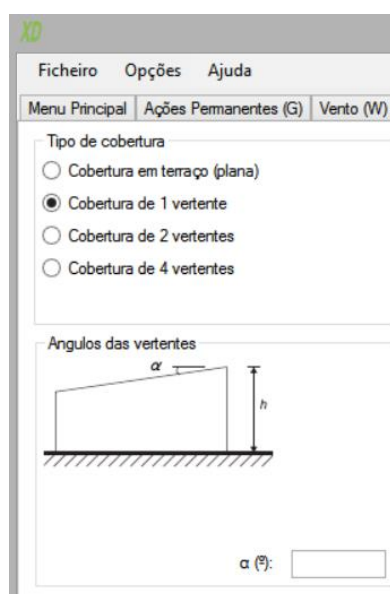 XD
Ficheiro Opções Ajuda
Menu Principal Ações Permanentes (G) Vento (W)
Tipo de cobertura
Cobertura em terraço (plana)
Cobertura de 1 vertente
Cobertura de 2 vertentes
Cobertura de 4 vertentes
Angulos das vertentes
α
h
α (º):